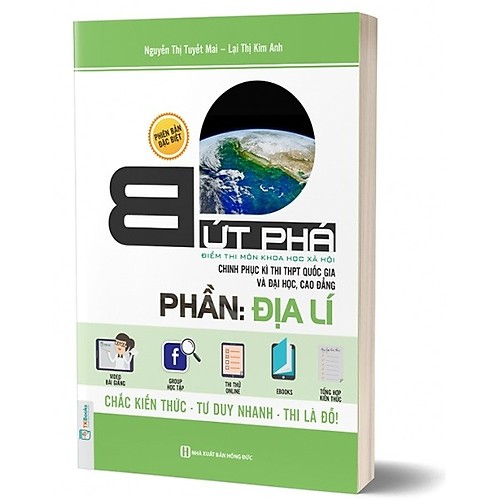 Nguyễn Thị Tuyết Mai – Lại Thị Kim Anh
PHIÊN BẢN
ĐẶC BIỆT
BỨT PHÁ
ĐIỂM THI MÔN KHOA HỌC XÃ HỘI
CHINH PHỤC KÌ THI THPT QUỐC GIA
VÀ ĐẠI HỌC, CAO ĐẲNG
PHẦN: ĐỊA LÍ
VIDEO
BÀI GIẢNG
GROUP
HỌC TẬP
THI THỬ
ONLINE
EBOOKS
TỔNG HỢP
KIẾN THỨC
CHẮC KIẾN THỨC - TƯ DUY NHANH - THI LÀ ĐỖ!
MCBooks
NHÀ XUẤT BẢN HỒNG ĐỨC